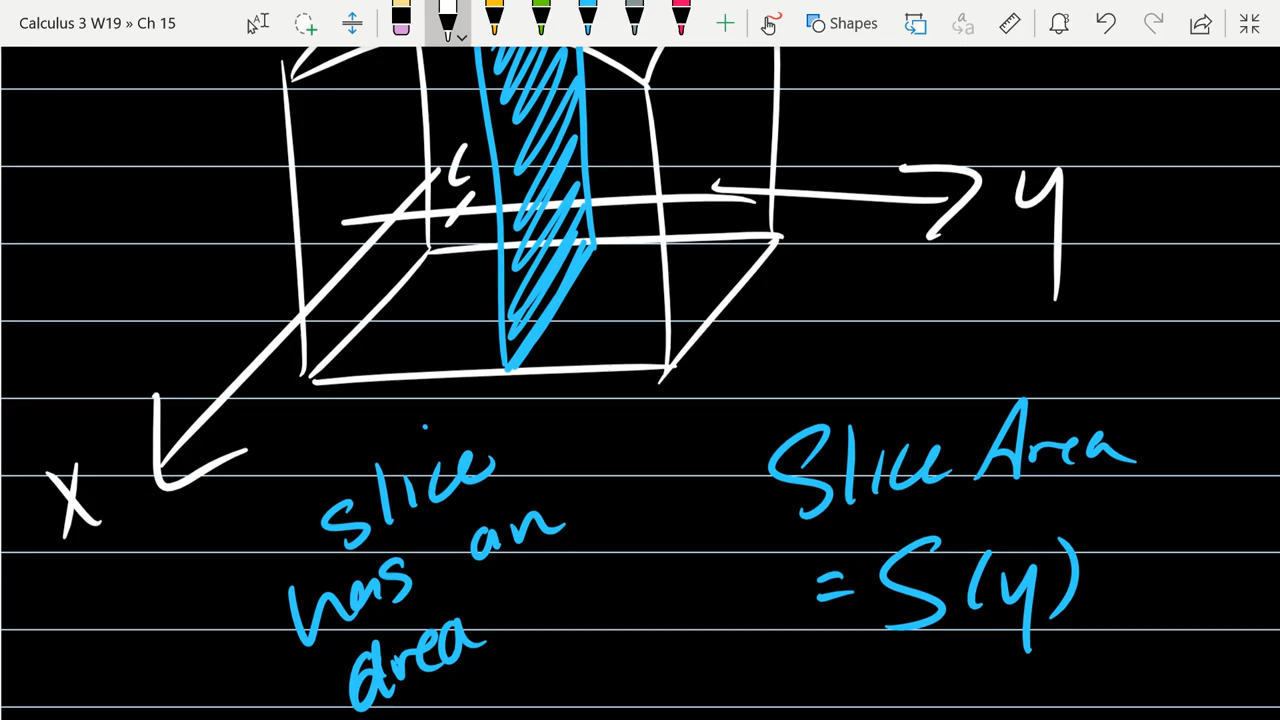 Calculus 3 W19 » Ch 15
Shapes
y
x
slice
has an
area
Slice Area
= S(y)